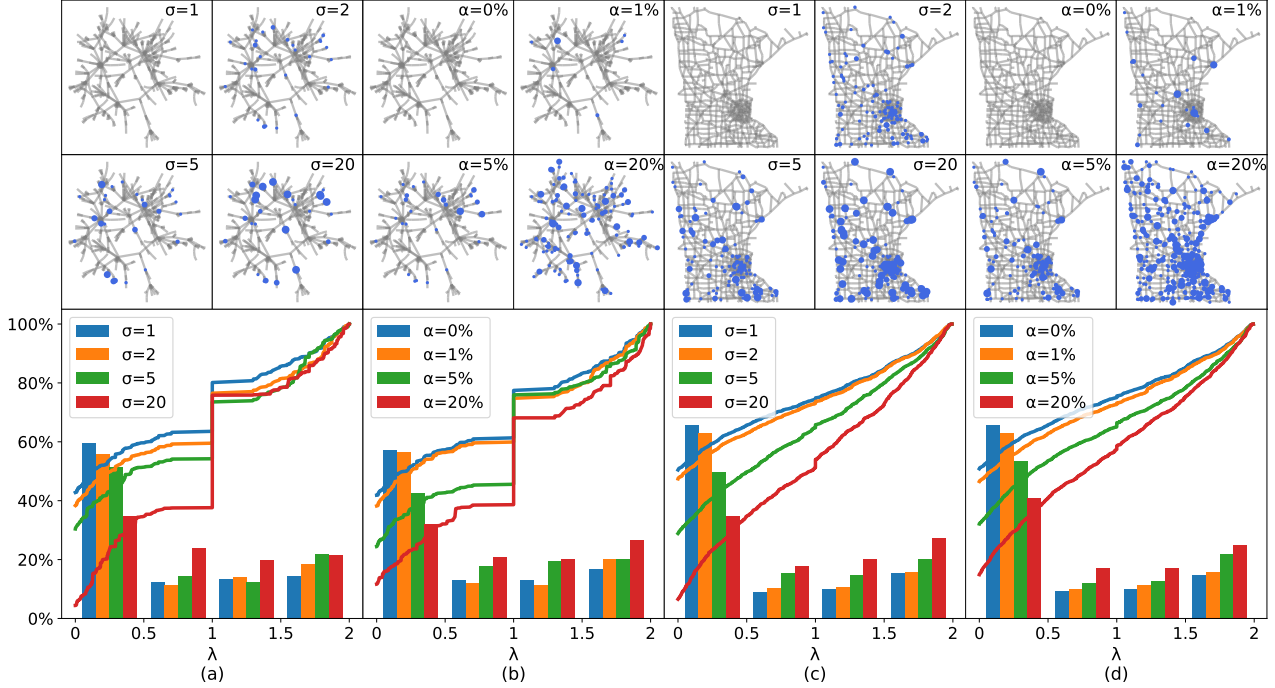 σ=1 σ=2 α=0% α=1% σ=1 σ=2 α=0% α=1%
σ=5 σ=20 α=5% α=20% σ=5 σ=20 α=5% α=20%
100%
80%
60%
40%
20%
0%
σ=1
σ=2
σ=5
σ=20
α=0%
α=1%
α=5%
α=20%
σ=1
σ=2
σ=5
σ=20
α=0%
α=1%
α=5%
α=20%
0 0.5 1 1.5 2 0 0.5 1 1.5 2 0 0.5 1 1.5 2 0 0.5 1 1.5 2
λ λ λ λ
(a) (b) (c) (d)